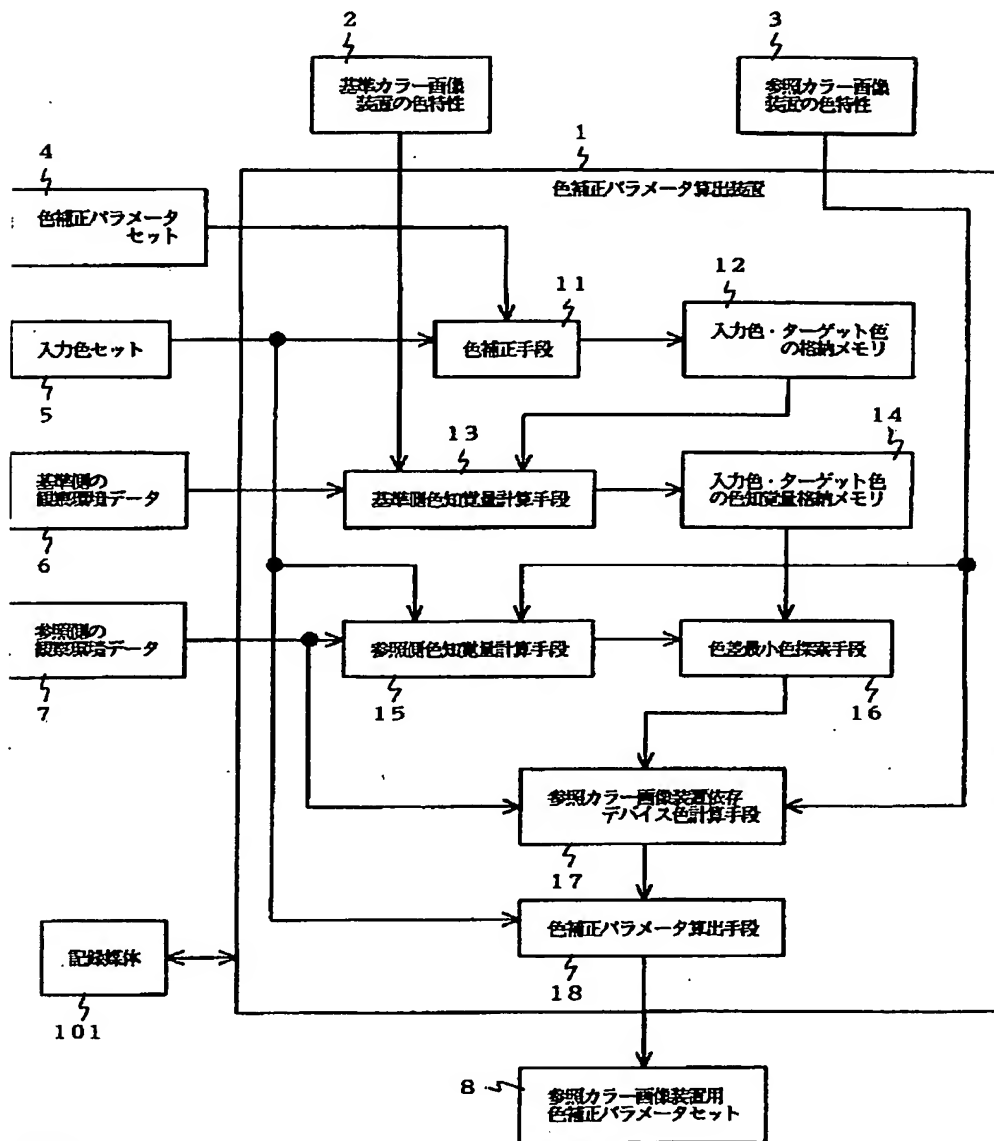 2
3
基準カラー画像
装置の色特性
参照カラー画像
装置の色特性
1
4
色補正パラメータ算出装置
色補正パラメータ
セット
11
12
入力色セット
色補正手段
入力色・ターゲット色
の格納メモリ
5
13
14
基準側の
観察環境データ
基準側色知覚量計算手段
入力色・ターゲット色
の色知覚量格納メモリ
6
参照側の
観察環境データ
参照側色知覚量計算手段
色差最小色探索手段
7
15
16
参照カラー画像装置依存
デバイス色計算手段
17
記録媒体
色補正パラメータ算出手段
101
18
8
参照カラー画像装置用
色補正パラメータセット